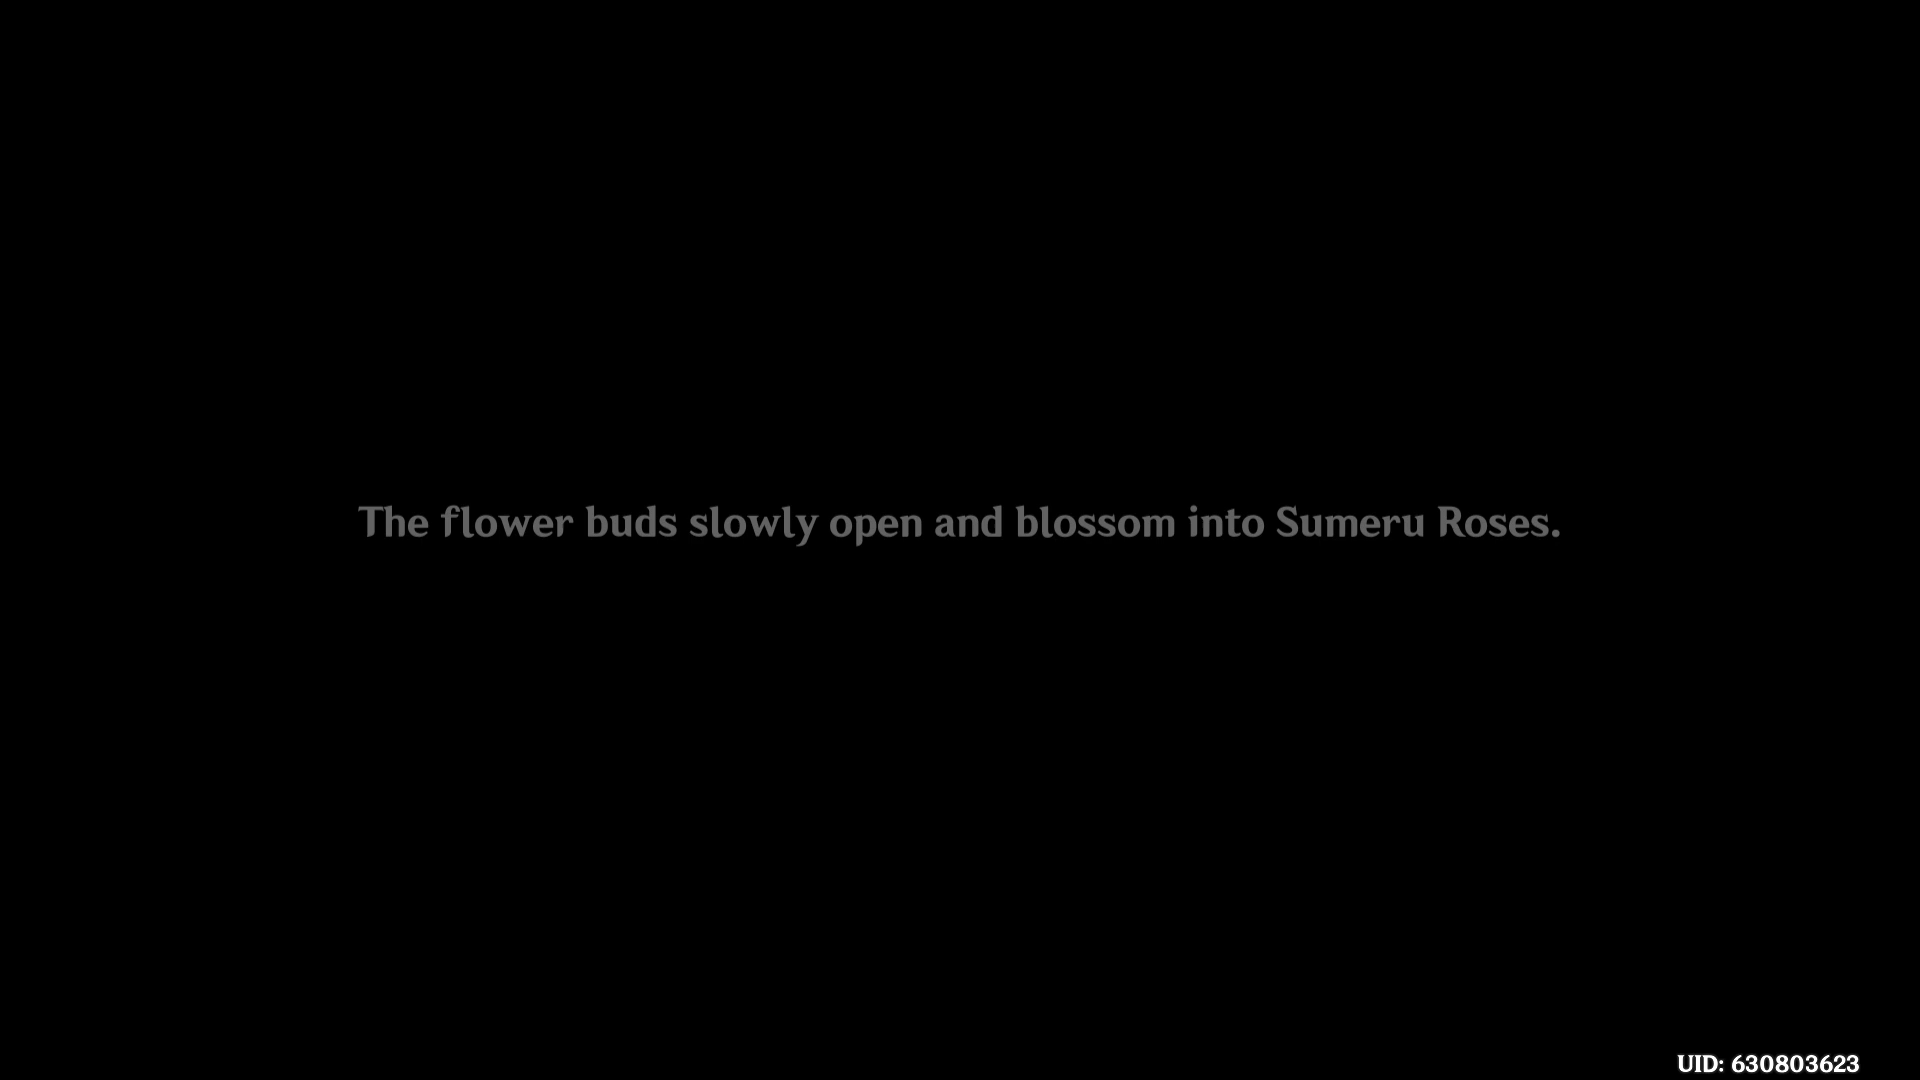 The flower buds slowly open and blossom into Sumeru Roses.
UID: 630803623